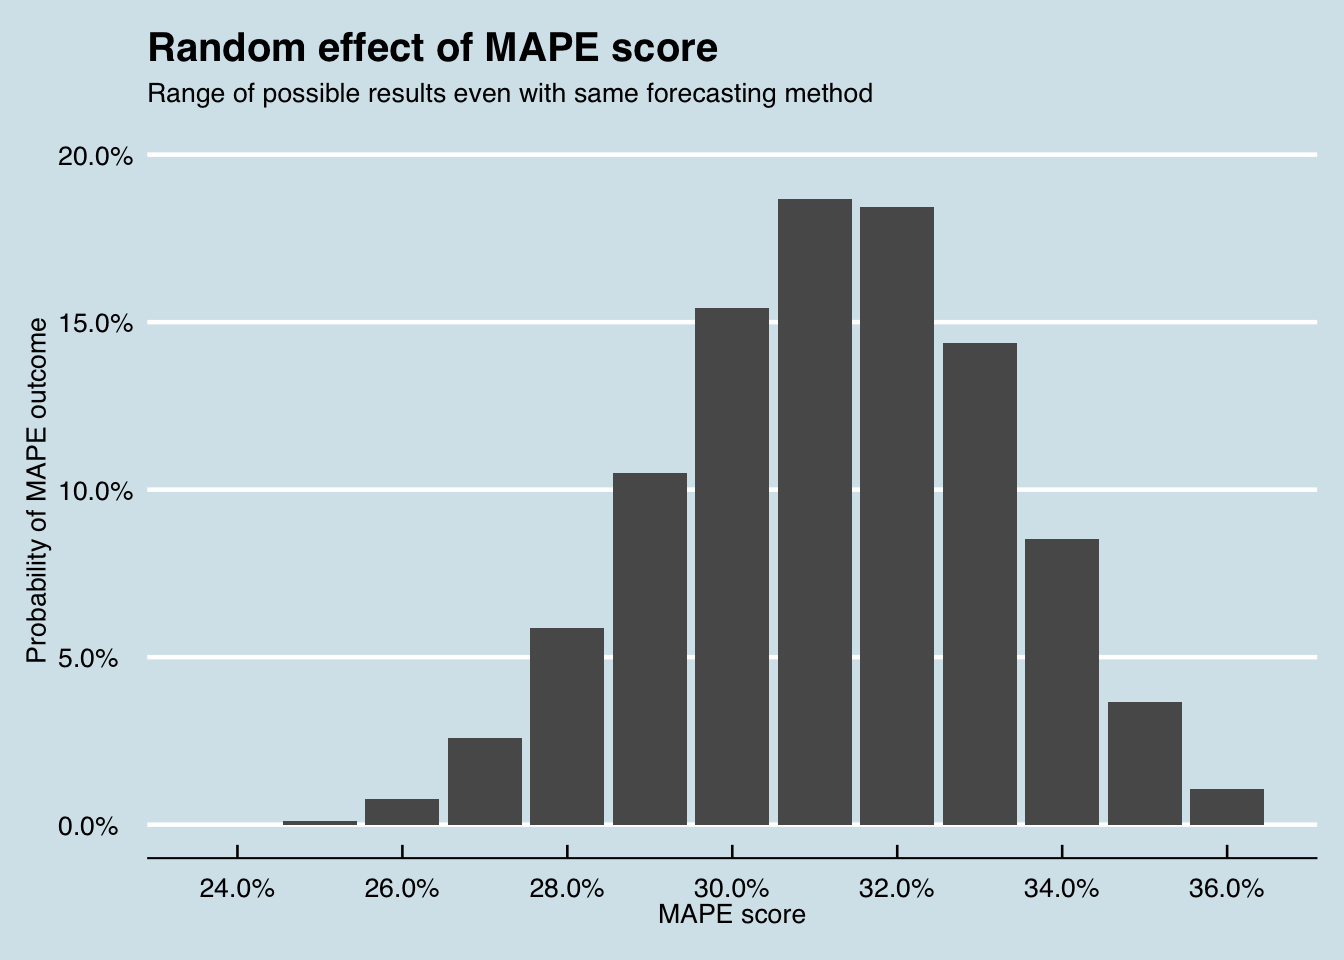 Random effect of MAPE score
Range of possible results even with same forecasting method
Probability of MAPE outcome
20.0%
15.0%
10.0%
5.0%
0.0%
24.0% 26.0% 28.0% 30.0% 32.0% 34.0% 36.0%
MAPE score